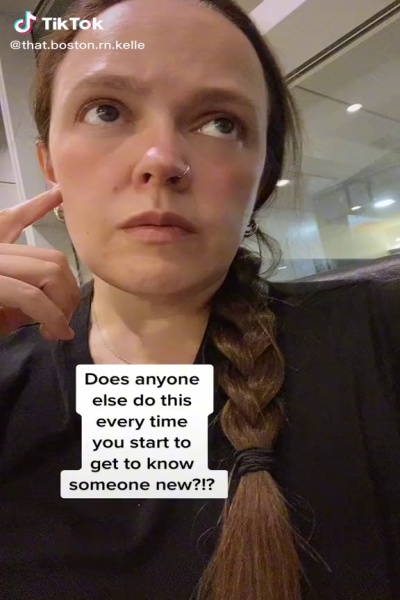 TikTok
@that.boston.rn.kelle
Does anyone
else do this
every time
you start to
get to know
someone new?!?